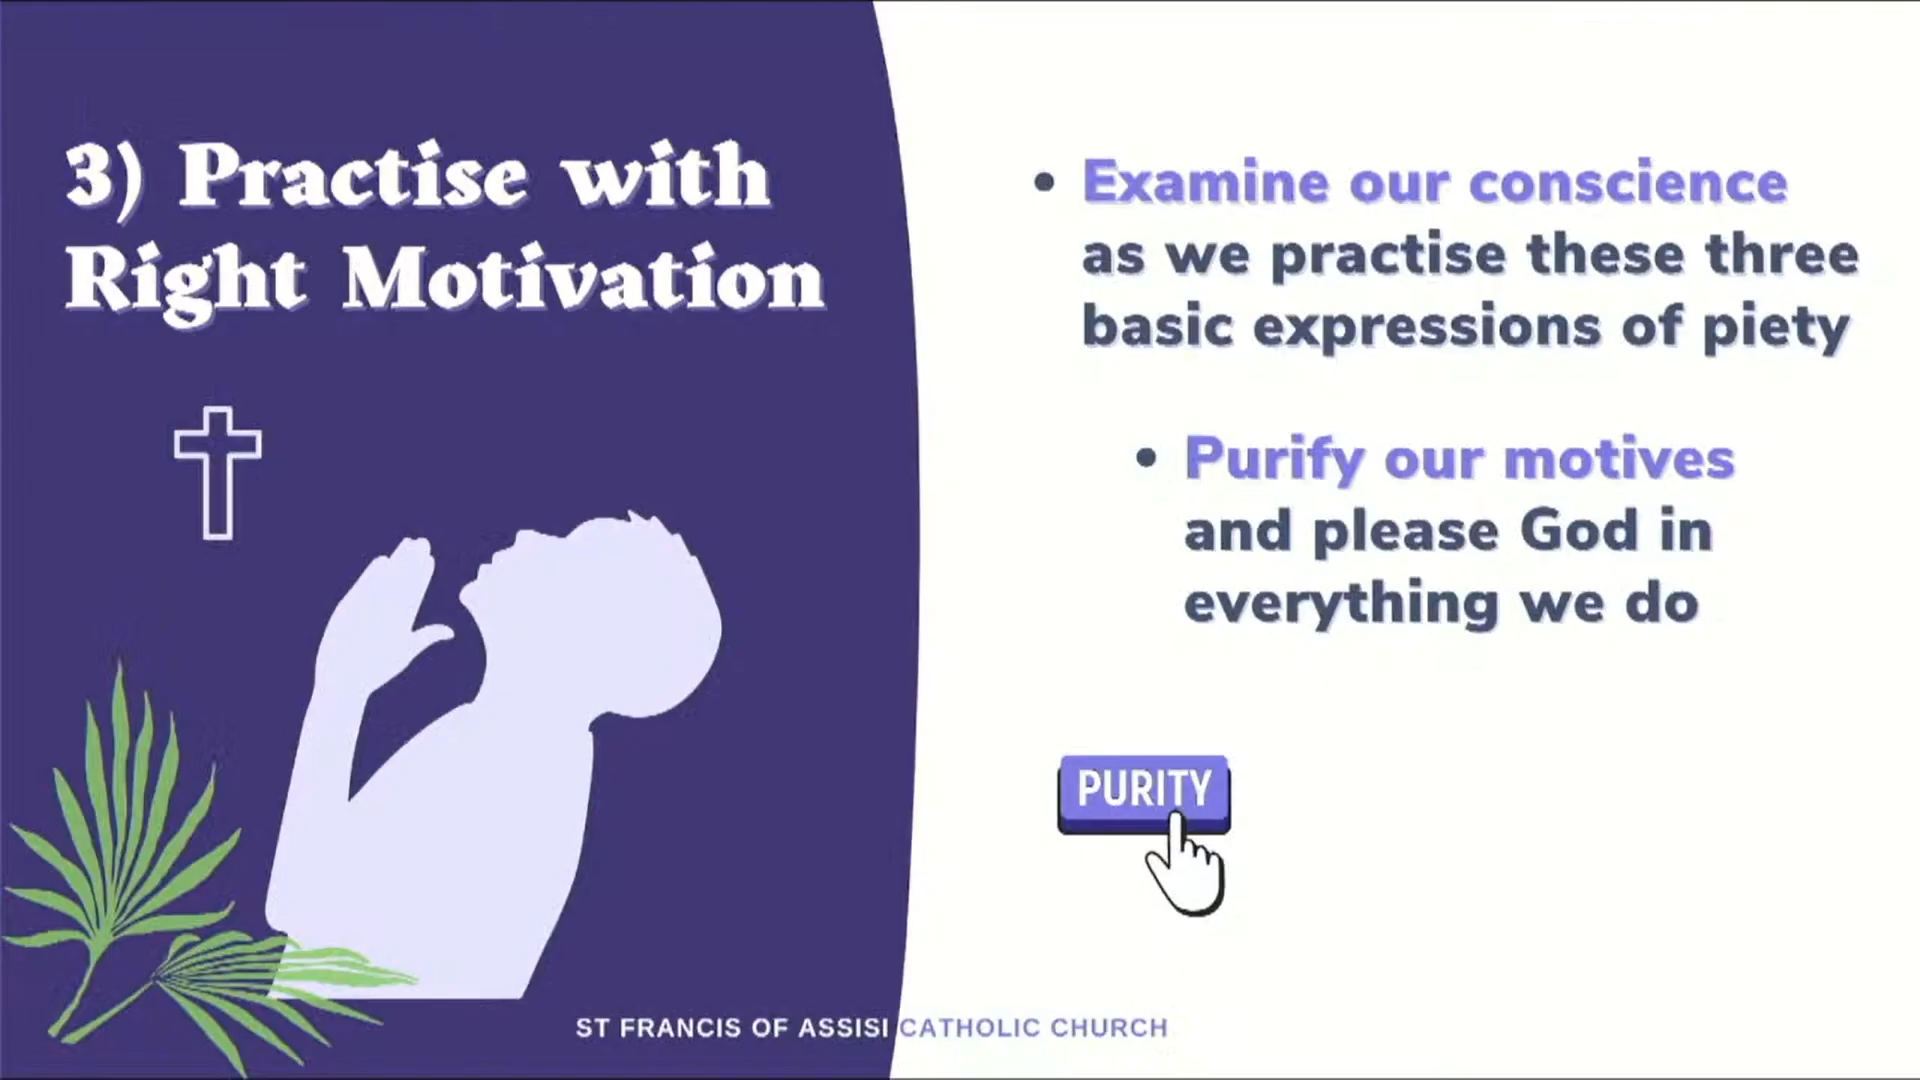 3) Practise with
Right Motivation
• Examine our conscience
as we practise these three
basic expressions of piety
• Purify our motives
and please God in
everything we do
PURITY
ST FRANCIS OF ASSISI CATHOLIC CHURCH